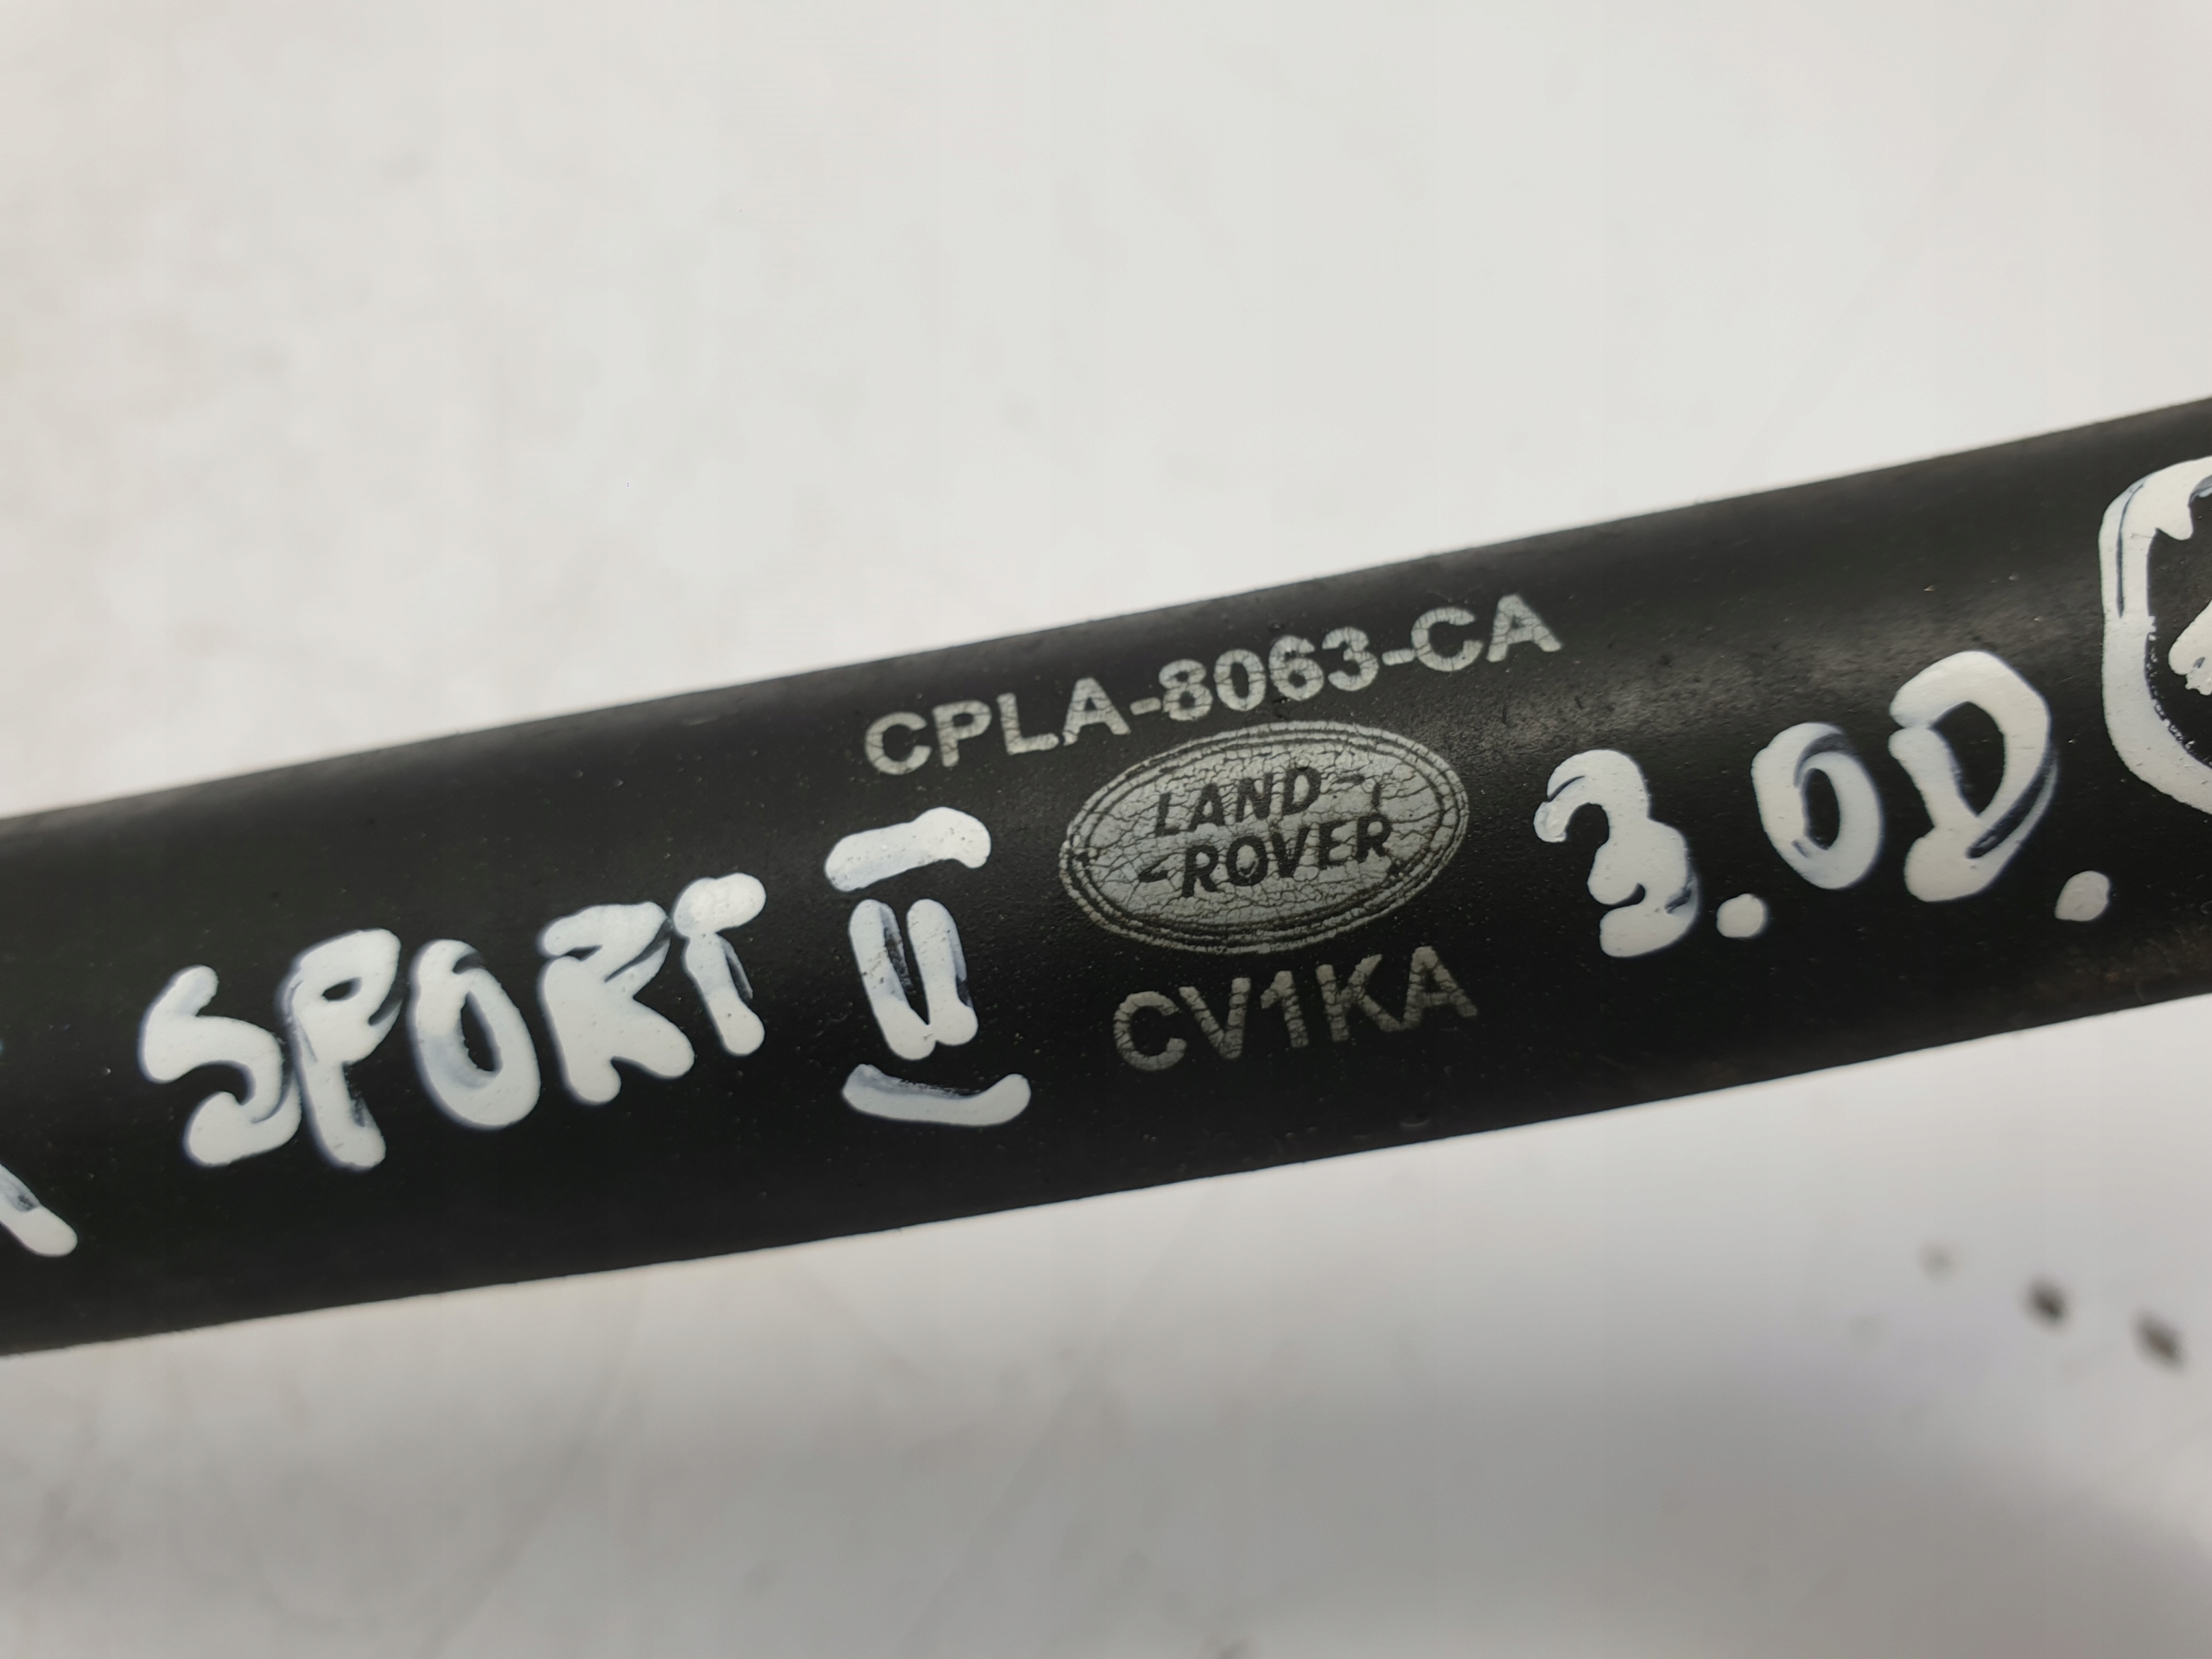 CPLA-8063-CA
LAND-
-ROVER
CV1KA
SPORT II
3.0D.